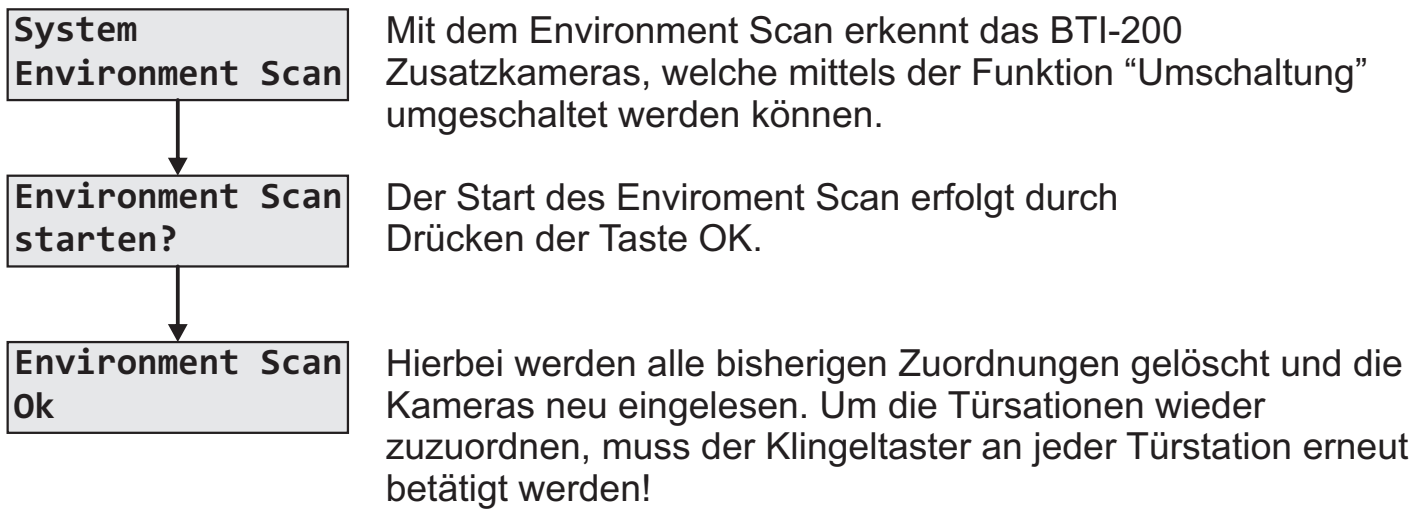 System
Environment Scan
Mit dem Environment Scan erkennt das BTI-200
Zusatzkameras, welche mittels der Funktion “Umschaltung”
umgeschaltet werden können.
Environment Scan
starten?
Der Start des Enviroment Scan erfolgt durch
Drücken der Taste OK.
Environment Scan
Ok
Hierbei werden alle bisherigen Zuordnungen gelöscht und die
Kameras neu eingelesen. Um die Türsationen wieder
zuzuordnen, muss der Klingeltaster an jeder Türstation erneut
betätigt werden!